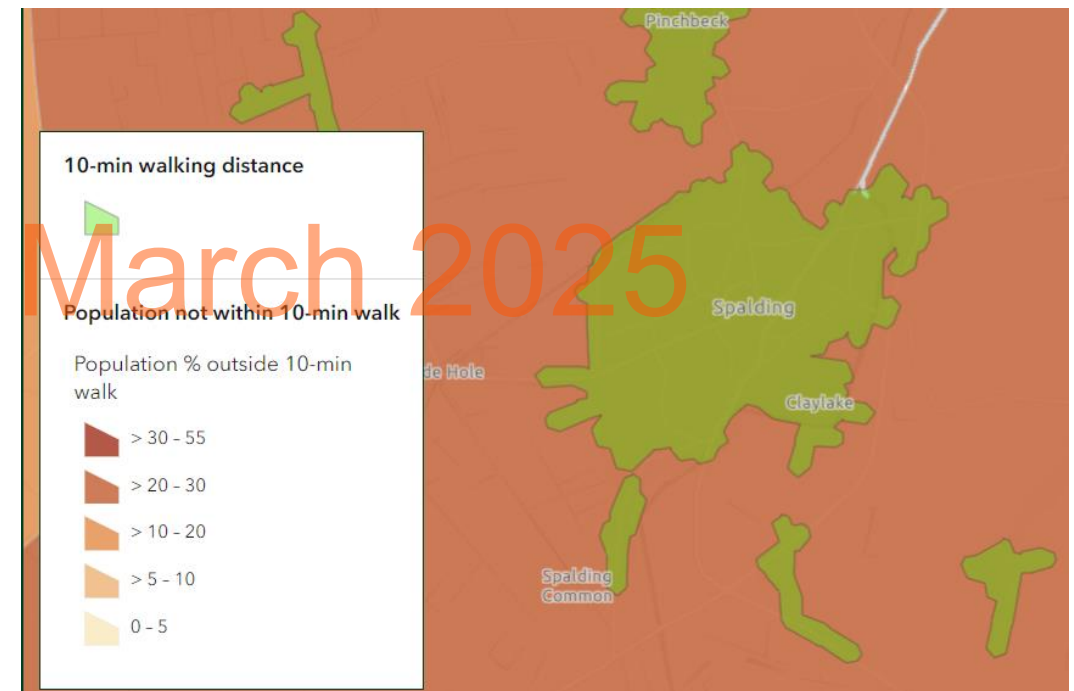 Pinchbeck
10-min walking distance
March 2025
Population not within 10-min walk
Spalding
Population % outside 10-min
walk
de Hole
Claylake
> 30 - 55
> 20 - 30
> 10 - 20
> 5 - 10
0 - 5
Spalding
Common